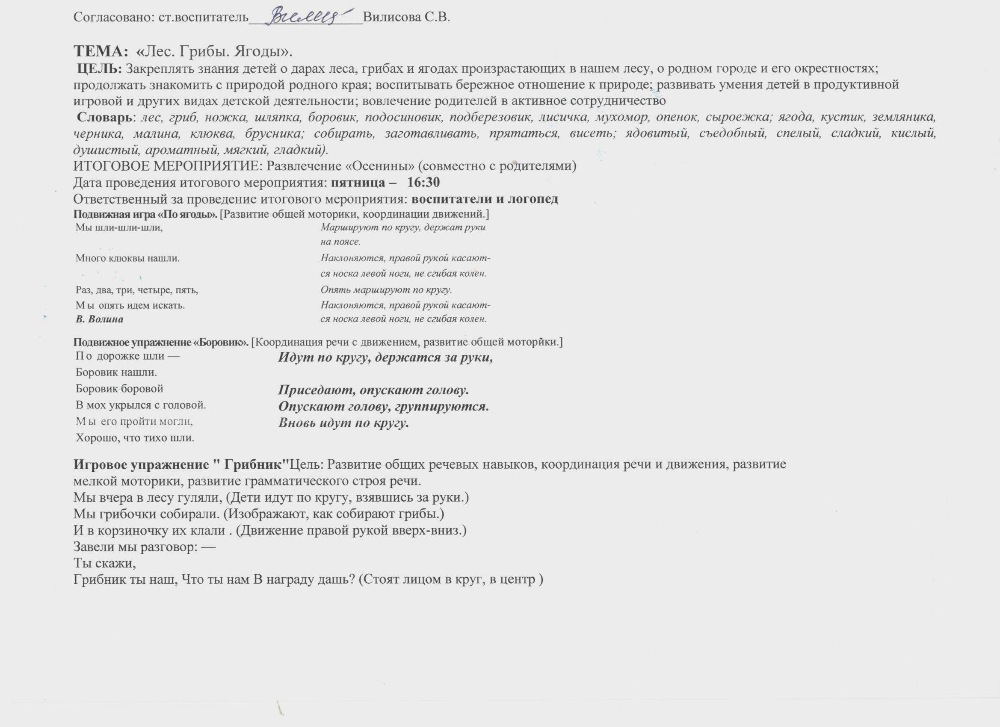 Согласовано: ст.воспитатель________________Вилисова С.В.
ТЕМА: «Лес. Грибы. Ягоды».
ЦЕЛЬ: Закреплять знания детей о дарах леса, грибах и ягодах произрастающих в нашем лесу, о родном городе и его окрестностях;
продолжать знакомить с природой родного края; воспитывать бережное отношение к природе; развивать умения детей в продуктивной
игровой и других видах детской деятельности; вовлечение родителей в активное сотрудничество
Словарь: лес, гриб, ножка, шляпка, боровик, подосиновик, подберезовик, лисичка, мухомор, опенок, сыроежка; ягода, кустик, земляника,
черника, малина, клюква, брусника; собирать, заготавливать, прятаться, висеть; ядовитый, съедобный, спелый, сладкий, кислый,
душистый, ароматный, мягкий, гладкий).
ИТОГОВОЕ МЕРОПРИЯТИЕ: Развлечение «Осенины» (совместно с родителями)
Дата проведения итогового мероприятия: пятница – 16:30
Ответственный за проведение итогового мероприятия: воспитатели и логопед
Подвижная игра «По ягоды». [Развитие общей моторики, координации движений.]
Мы шли-шли-шли, Маршируют по кругу, держат руки
на поясе.
Много клюквы нашли. Наклоняются, правой рукой касают-
ся носка левой ноги, не сгибая колен.
Раз, два, три, четыре, пять, Опять маршируют по кругу.
Мы опять идем искать. Наклоняются, правой рукой касают-
В. Волина ся носка левой ноги, не сгибая колен.
Подвижное упражнение «Боровик». [Координация речи с движением, развитие общей моторики.]
По дорожке шли — Идут по кругу, держатся за руки,
Боровик нашли.
Боровик боровой Приседают, опускают голову.
В мох укрылся с головой. Опускают голову, группируются.
Мы его пройти могли, Вновь идут по кругу.
Хорошо, что тихо шли.
Игровое упражнение " Грибник"Цель: Развитие общих речевых навыков, координация речи и движения, развитие
мелкой моторики, развитие грамматического строя речи.
Мы вчера в лесу гуляли, (Дети идут по кругу, взявшись за руки.)
Мы грибочки собирали. (Изображают, как собирают грибы.)
И в корзиночку их клали . (Движение правой рукой вверх-вниз.)
Завели мы разговор: —
Ты скажи,
Грибник ты наш, Что ты нам В награду дашь? (Стоят лицом в круг, в центр )